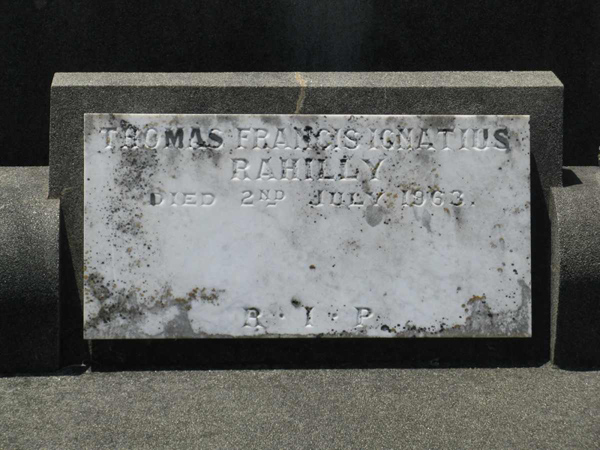 THOMAS FRANCIS IGNATIUS
RAHILLY
DIED 2ND JULY 1963.
R·I·P.